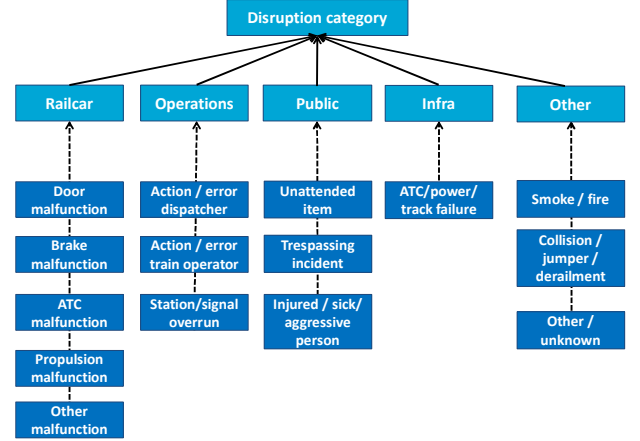 Disruption category
Railcar
Operations
Public
Infra
Other
Door
malfunction
Brake
malfunction
ATC
malfunction
Propulsion
malfunction
Other
malfunction
Action / error
dispatcher
Action / error
train operator
Station/signal
overrun
Unattended
item
Trespassing
incident
Injured / sick/
aggressive
person
ATC/power/
track failure
Smoke / fire
Collision /
jumper /
derailment
Other /
unknown